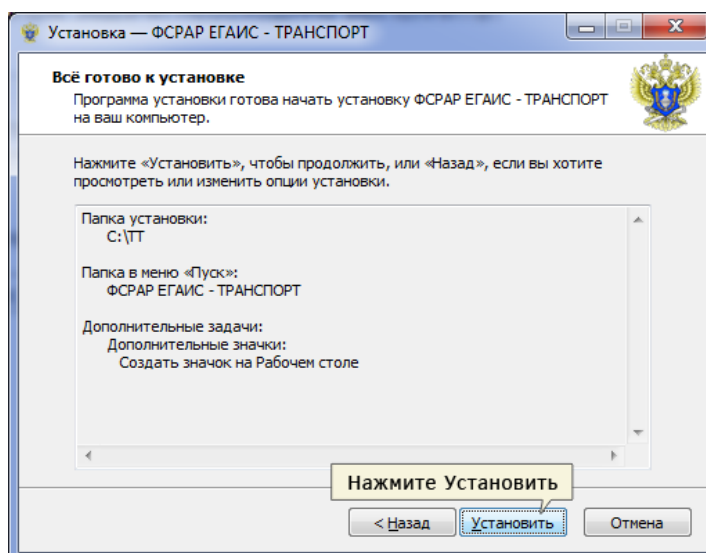 Установка — ФСРАР ЕГАИС - ТРАНСПОРТ
Всё готово к установке
Программа установки готова начать установку ФСРАР ЕГАИС - ТРАНСПОРТ
на ваш компьютер.
Нажмите «Установить», чтобы продолжить, или «Назад», если вы хотите
просмотреть или изменить опции установки.
Папка установки:
C:\TT
Папка в меню «Пуск»:
ФСРАР ЕГАИС - ТРАНСПОРТ
Дополнительные задачи:
Дополнительные значки:
Создать значок на Рабочем столе
Нажмите Установить
< Назад
Установить
Отмена